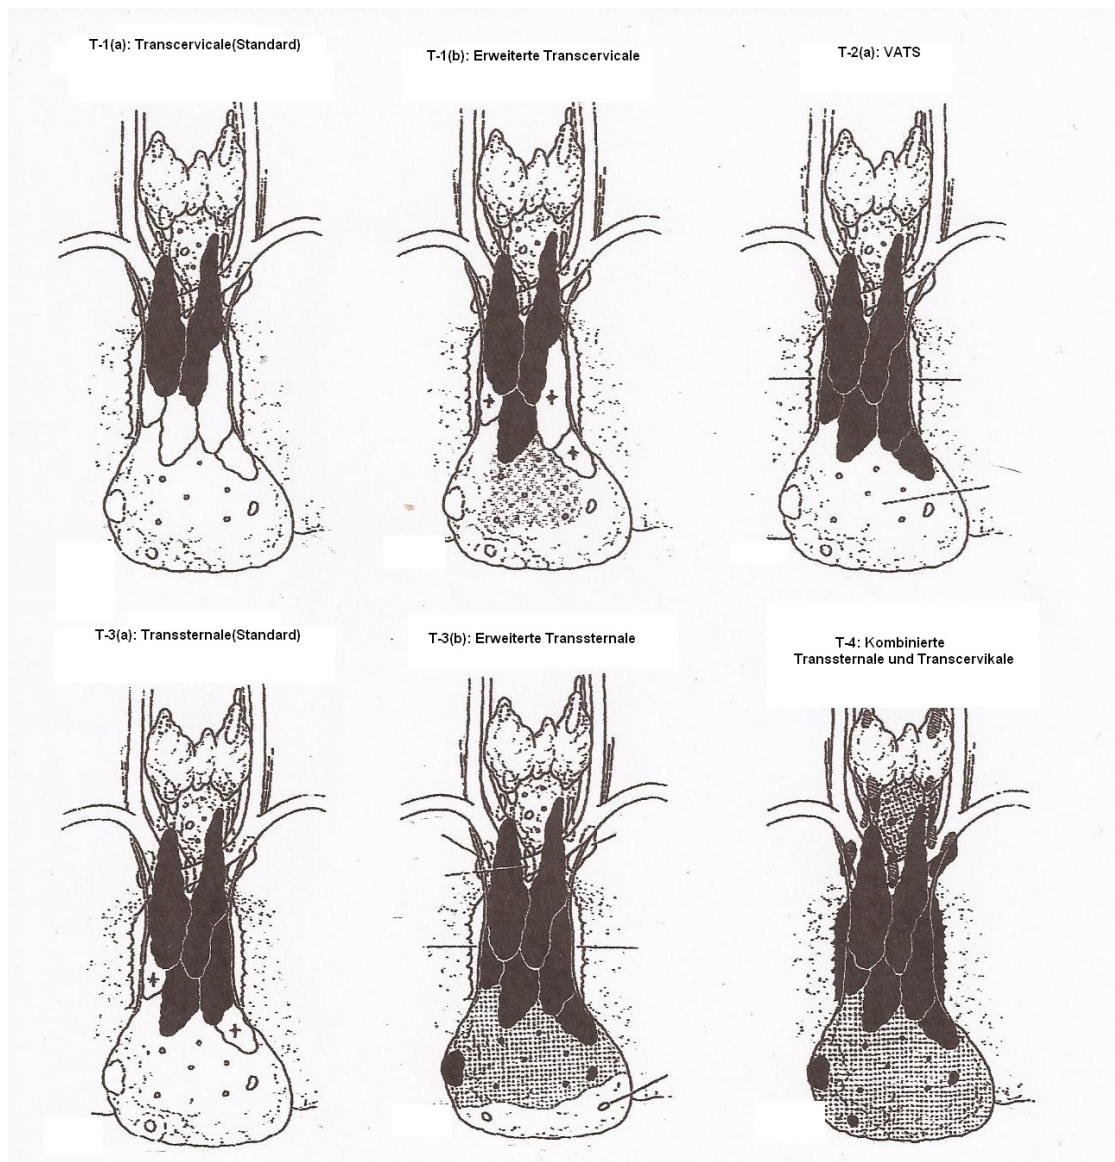 T-1(a): Transcervicale(Standard)
T-1(b): Erweiterte Transcervicale
T-2(a): VATS
T-3(a): Transsternale(Standard)
T-3(b): Erweiterte Transsternale
T-4: Kombinierte
Transsternale und Transcervikale